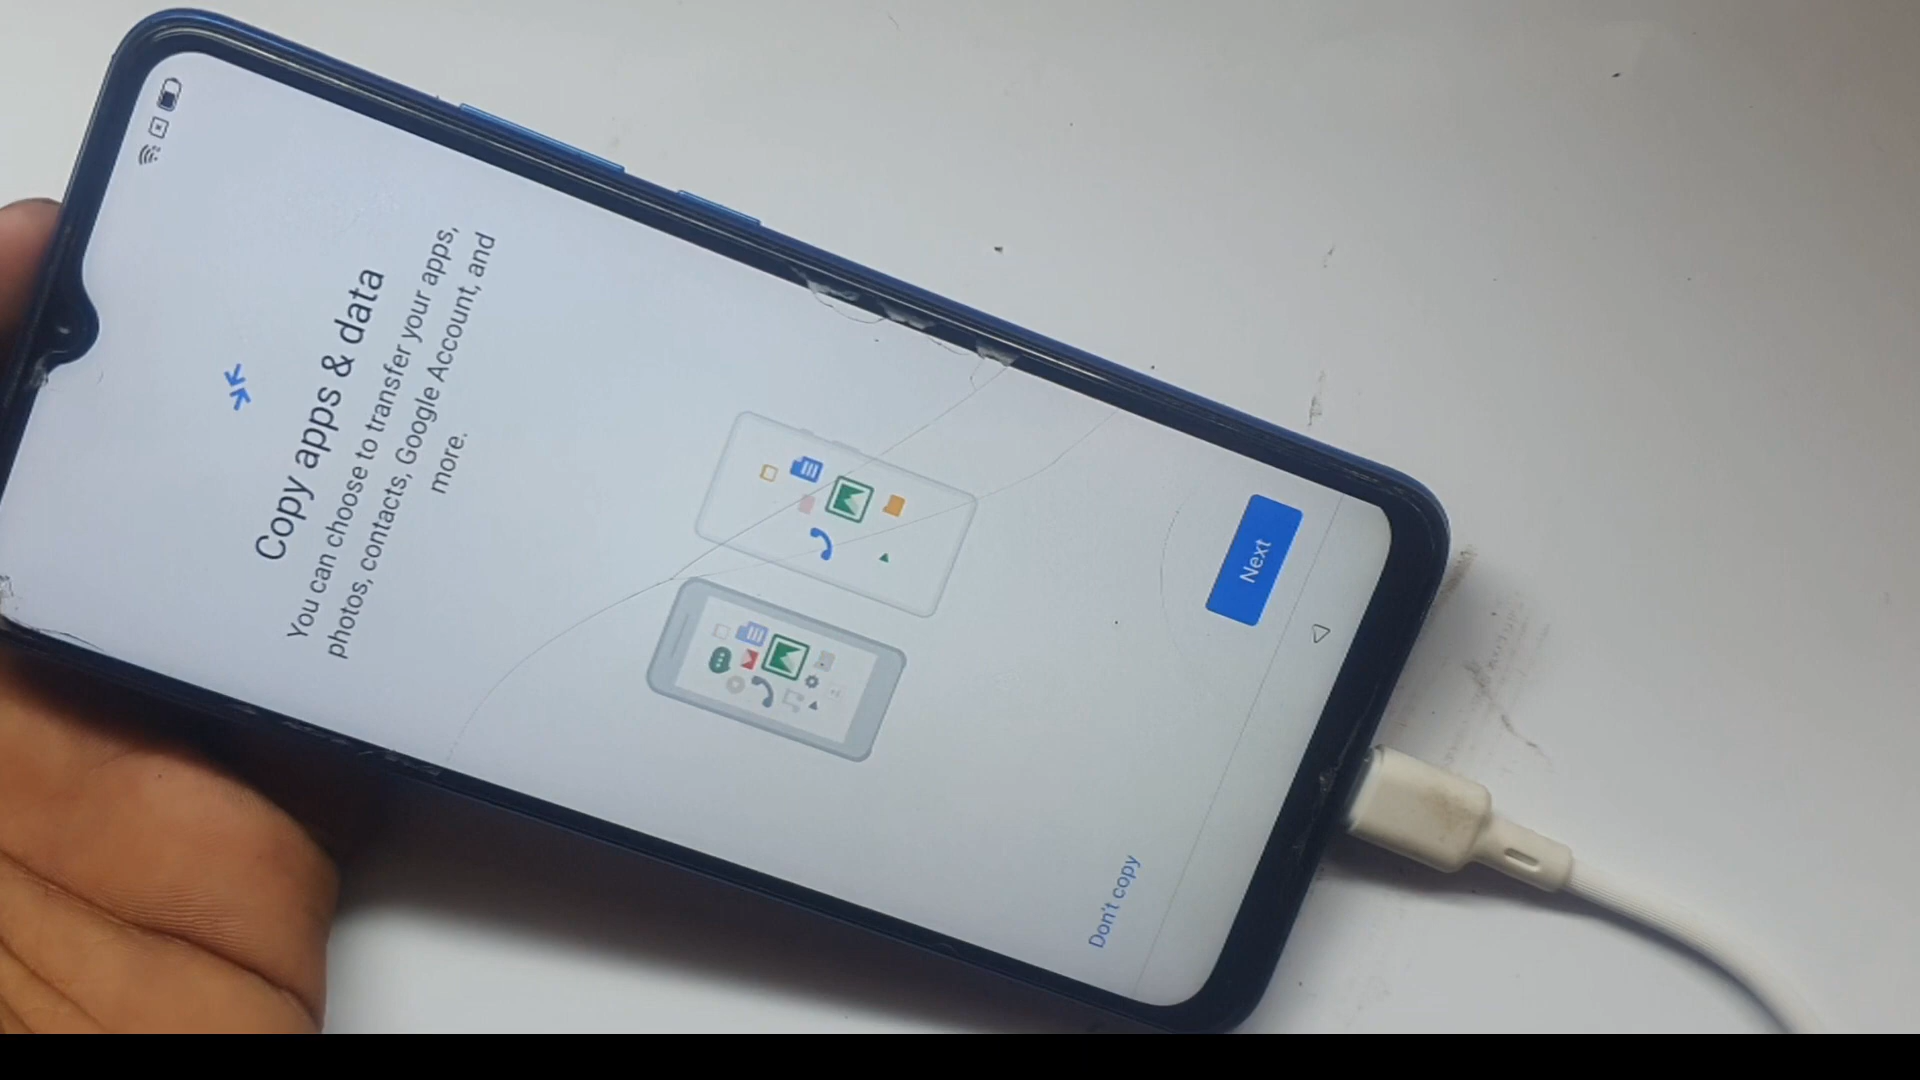 Copy apps & data
You can choose to transfer your apps,
photos, contacts, Google Account, and
more.
Don't copy
Next